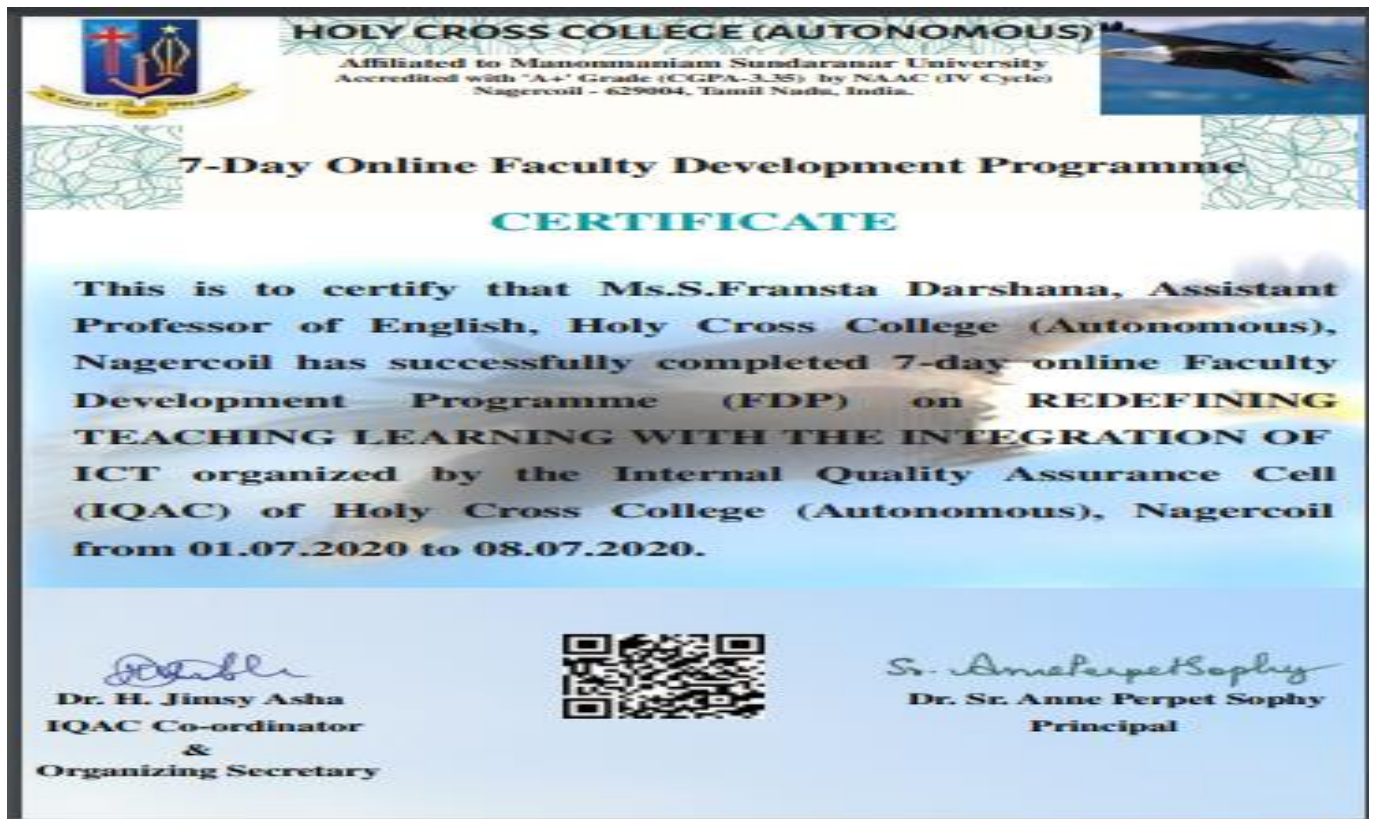 HOLY CROSS COLLEGE (AUTONOMOUS)
Affiliated to Manonmaniam Sundaranar University
Accredited with 'A+' Grade (CGPA-3.35) by NAAC (IV Cycle)
Nagercoil - 629004, Tamil Nadu, India.
7-Day Online Faculty Development Programme
CERTIFICATE
This is to certify that Ms.S.Fransta Darshana, Assistant
Professor of English, Holy Cross College (Autonomous),
Nagercoil has successfully completed 7-day online Faculty
Development Programme (FDP) on REDEFINING
TEACHING LEARNING WITH THE INTEGRATION OF
ICT organized by the Internal Quality Assurance Cell
(IQAC) of Holy Cross College (Autonomous), Nagercoil
from 01.07.2020 to 08.07.2020.
Sr. AnnePerpetSophy
Dr. H. Jimsy Asha
Dr. Sr. Anne Perpet Sophy
IQAC Co-ordinator
Principal
&
Organizing Secretary